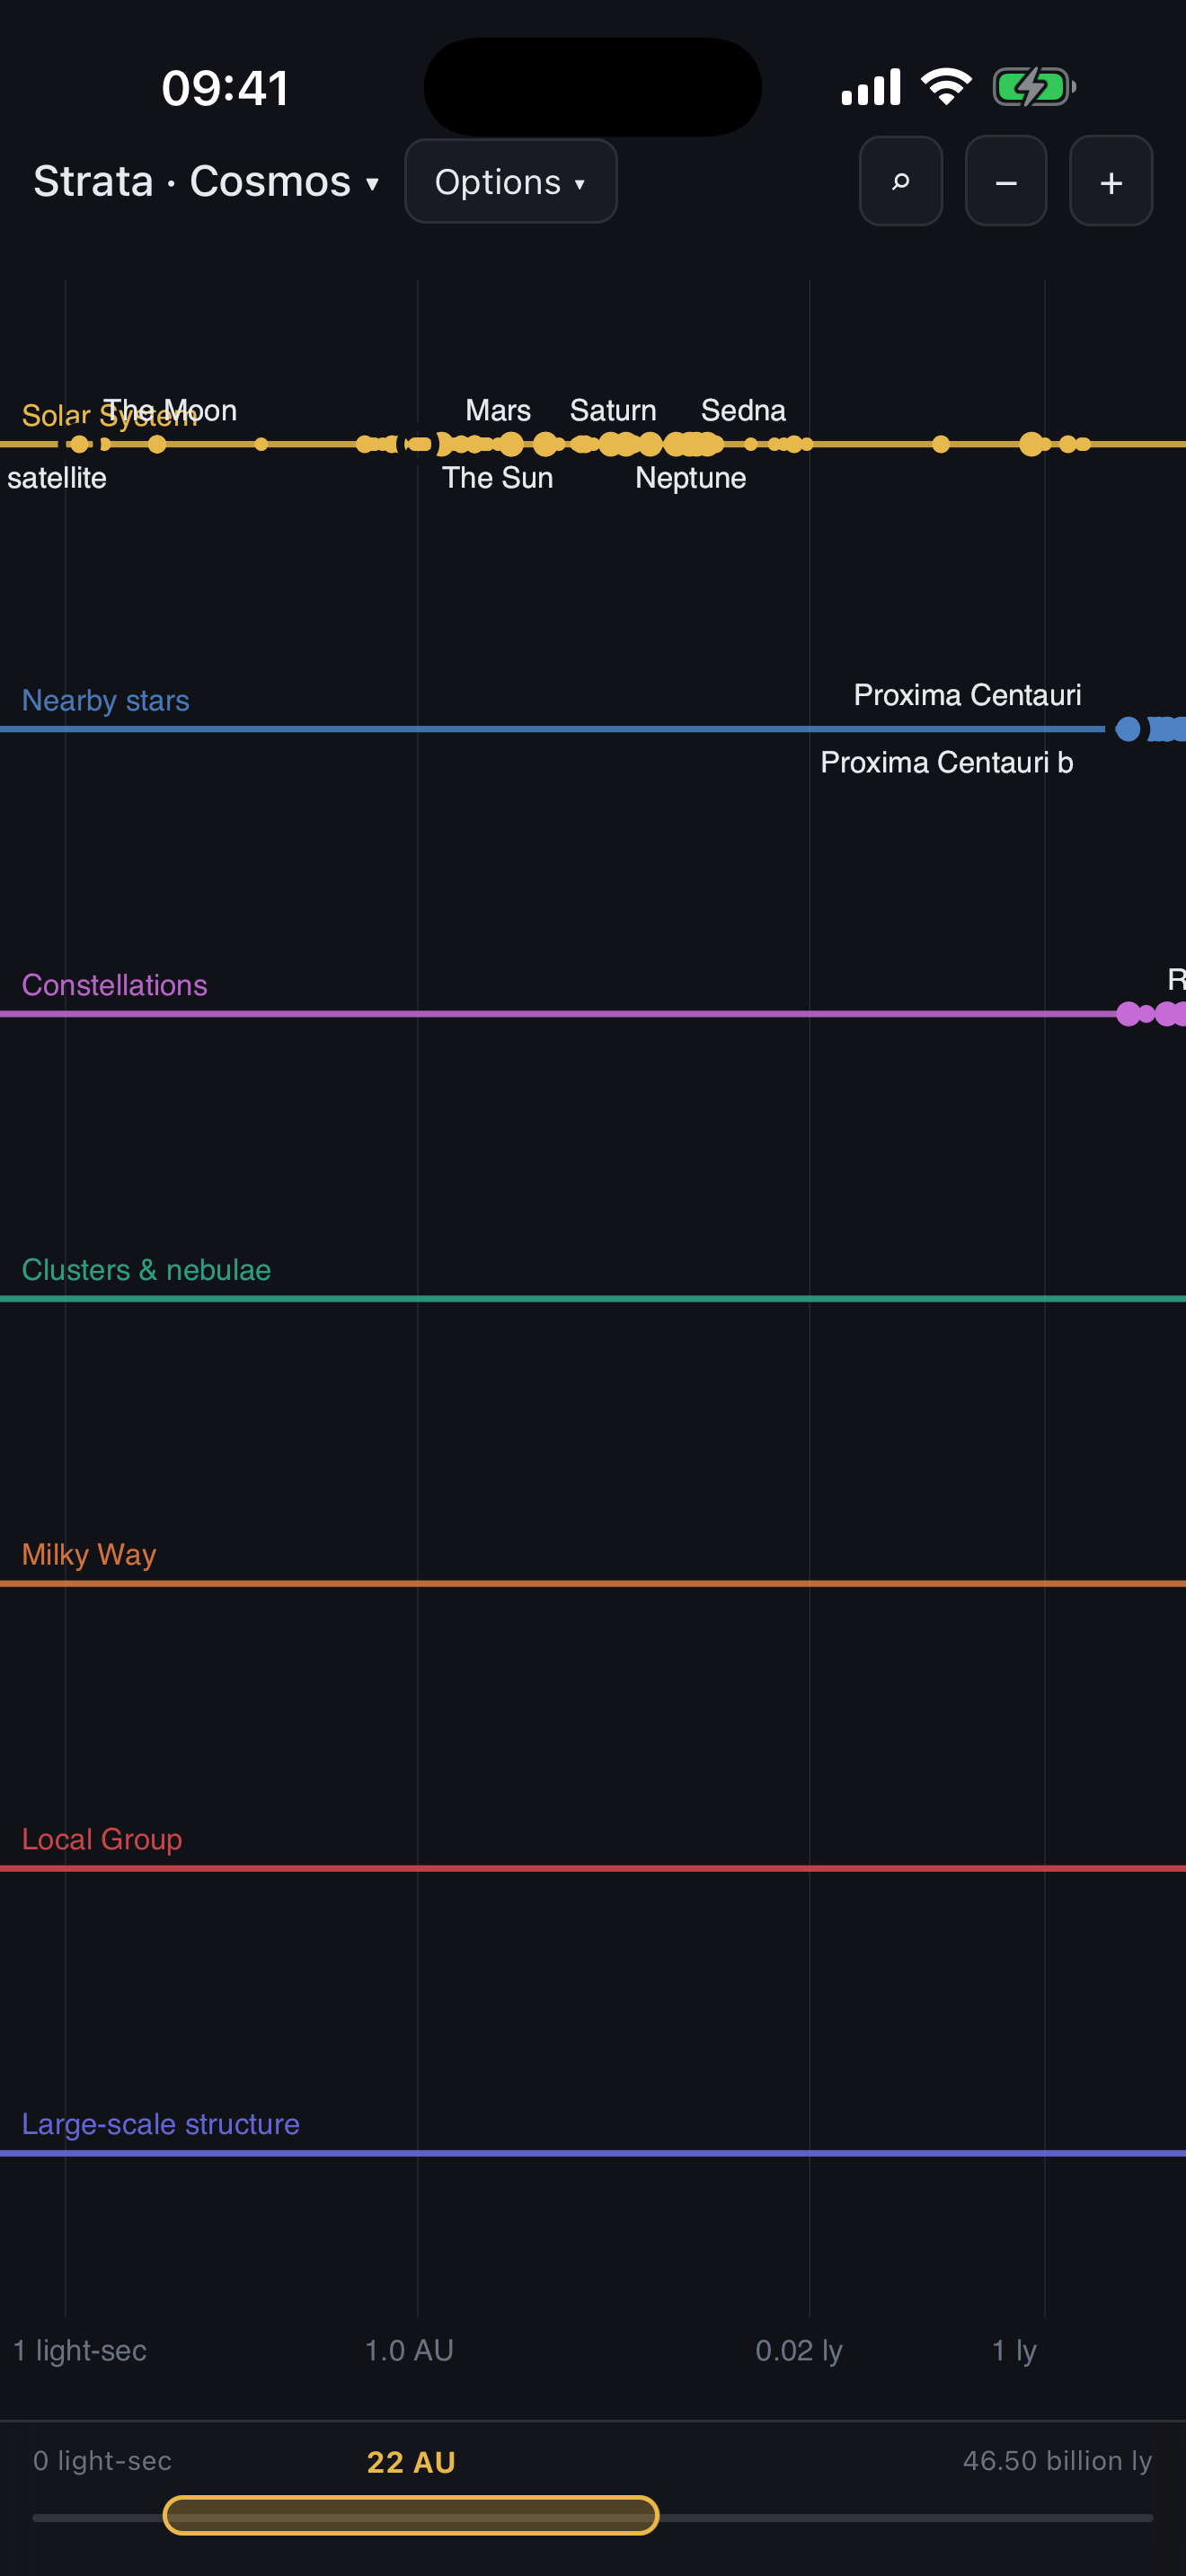 09:41
Strata · Cosmos ▾
Options ▾
− +
Solar System
The Moon
Mars
Saturn
Sedna
satellite
The Sun
Neptune
Nearby stars
Proxima Centauri
Proxima Centauri b
Constellations
R
Clusters & nebulae
Milky Way
Local Group
Large-scale structure
1 light-sec
1.0 AU
0.02 ly
1 ly
0 light-sec
22 AU
46.50 billion ly